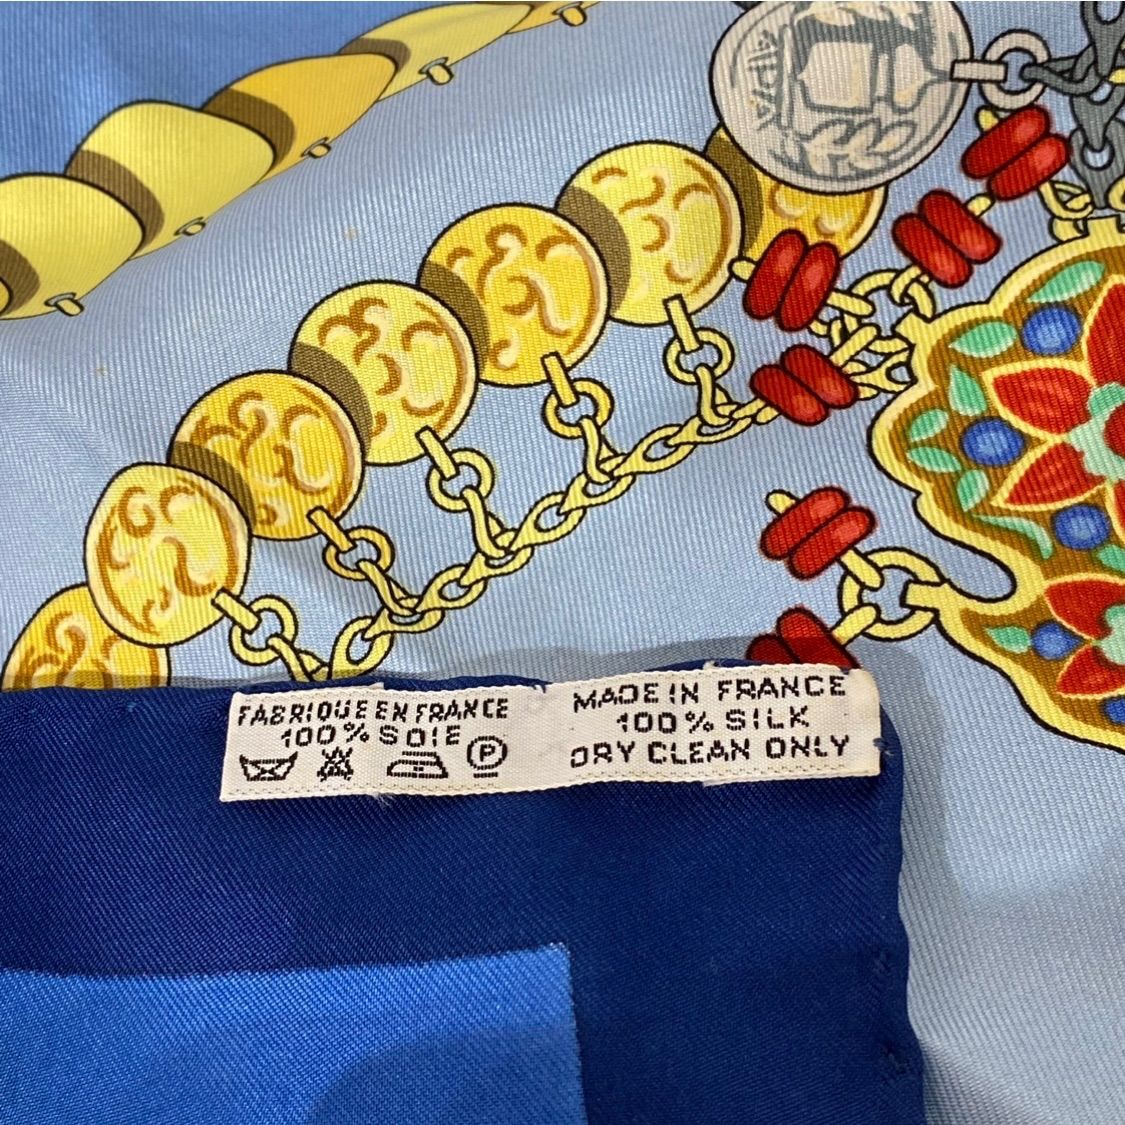 FABRIQUE EN FRANCE
100% SOIE
P
MADE IN FRANCE
100% SILK
DRY CLEAN ONLY